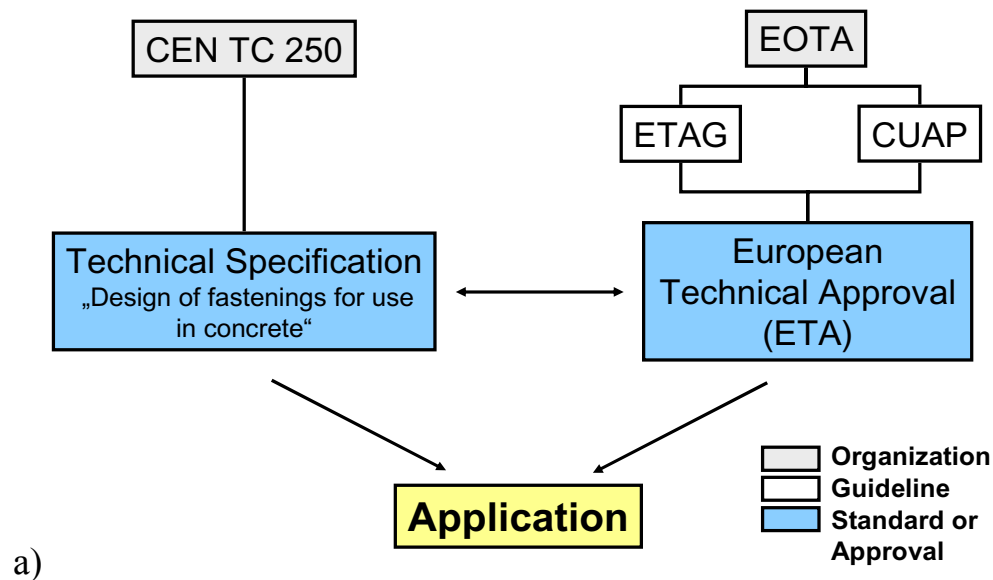 CEN TC 250
EOTA
ETAG
CUAP
Technical Specification
„Design of fastenings for use
in concrete“
European
Technical Approval
(ETA)
Application
Organization
Guideline
Standard or
Approval
a)